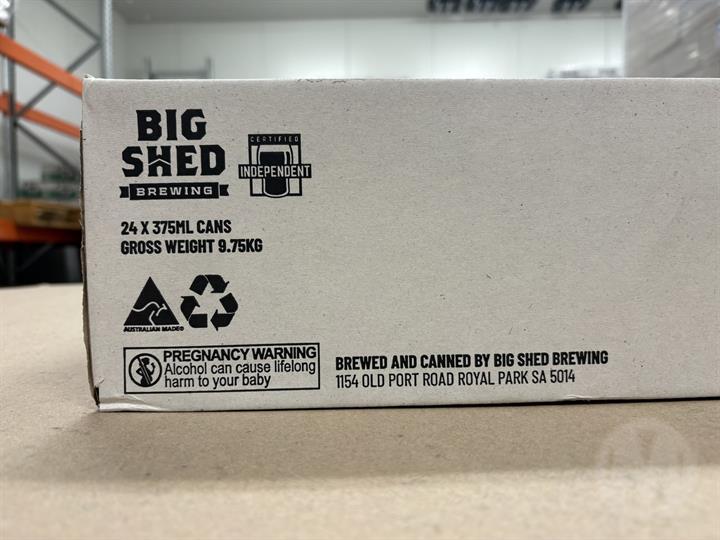 BIG
SHED
BREWING
CERTIFIED
INDEPENDENT
24 X 375ML CANS
GROSS WEIGHT 9.75KG
AUSTRALIAN MADE
PREGNANCY WARNING
Alcohol can cause lifelong
harm to your baby
BREWED AND CANNED BY BIG SHED BREWING
1154 OLD PORT ROAD ROYAL PARK SA 5014